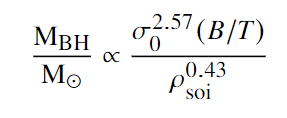 M_BH / M_⊙ ∝ σ_0^2.57 (B/T) / ρ_soi^0.43